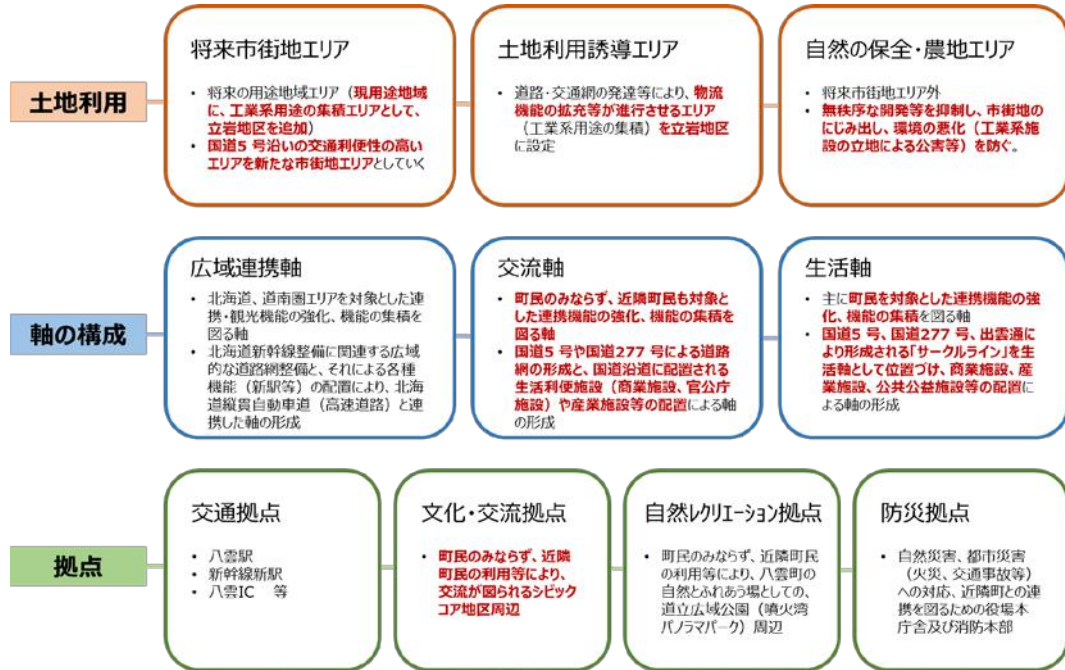 土地利用
将来市街地エリア
• 将来の用途地域エリア（現用途地域
に、工業系用途の集積エリアとして、
立岩地区を追加）
• 国道5 号沿いの交通利便性の高い
エリアを新たな市街地エリアとしていく
土地利用誘導エリア
• 道路・交通網の発達等により、物流
機能の拡充等が進行させるエリア
（工業系用途の集積）を立岩地区
に設定
自然の保全・農地エリア
• 将来市街地エリア外
• 無秩序な開発等を抑制し、市街地の
にじみ出し、環境の悪化（工業系施
設の立地による公害等）を防ぐ。
軸の構成
広域連携軸
• 北海道、道南圏エリアを対象とした連
携・観光機能の強化、機能の集積を
図る軸
• 北海道新幹線整備に関連する広域
的な道路網整備と、それによる各種
機能（新駅等）の配置により、北海
道縦貫自動車道（高速道路）と連
携した軸の形成
交流軸
• 町民のみならず、近隣町民も対象と
した連携機能の強化、機能の集積を
図る軸
• 国道5 号や国道277 号による道路
網の形成と、国道沿道に配置される
生活利便施設（商業施設、官公庁
施設）や産業施設等の配置による軸
の形成
生活軸
• 主に町民を対象とした連携機能の強
化、機能の集積を図る軸
• 国道5 号、国道277 号、出雲通に
より形成される「サークルライン」を生
活軸として位置づけ、商業施設、産
業施設、公共公益施設等の配置に
よる軸の形成
拠点
交通拠点
• 八雲駅
• 新幹線新駅
• 八雲IC 等
文化・交流拠点
• 町民のみならず、近隣
町民の利用等により、
交流が図られるシビック
コア地区周辺
自然レクリエーション拠点
• 町民のみならず、近隣町民
の利用等により、八雲町の
自然とふれあう場としての、
道立広域公園（噴火湾
パノラマパーク）周辺
防災拠点
• 自然災害、都市災害
（火災、交通事故等）
への対応、近隣町との連
携を図るための役場本
庁舎及び消防本部